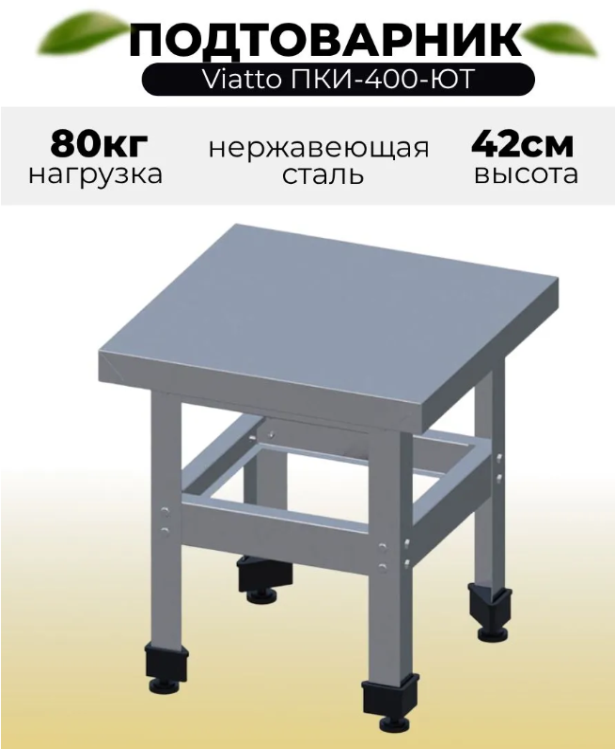 ПОДТОВАРНИК
Viatto ПКИ-400-ЮТ
80кг
нагрузка
нержавеющая
сталь
42см
высота